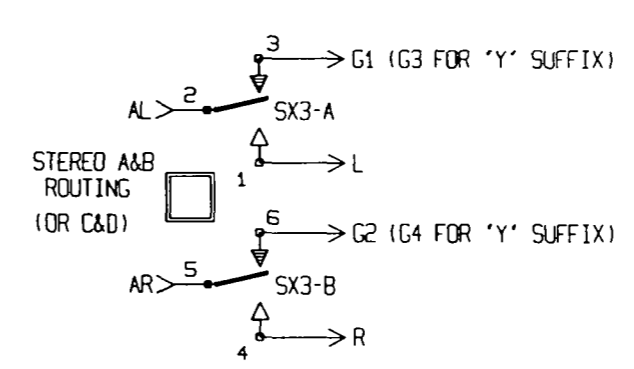 3
G1 (G3 FOR 'Y' SUFFIX)
2
AL
SX3-A
STEREO A&B
ROUTING
(OR C&D)
1
L
6
G2 (G4 FOR 'Y' SUFFIX)
5
AR
SX3-B
4
R